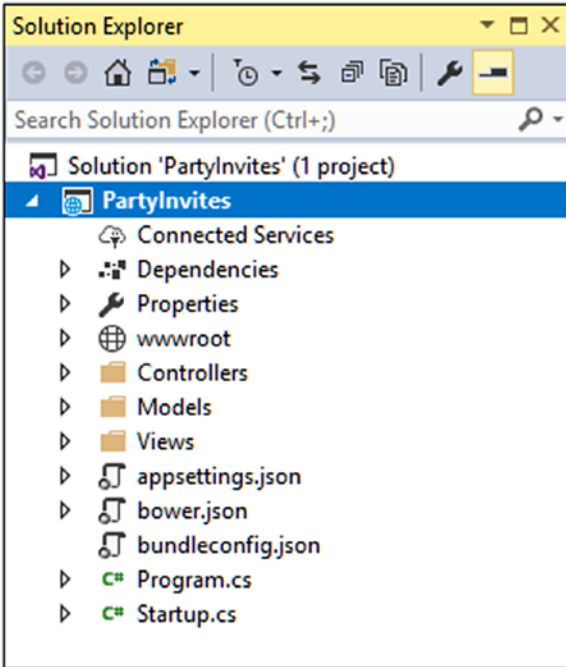 Solution Explorer
Search Solution Explorer (Ctrl+;)
Solution 'PartyInvites' (1 project)
PartyInvites
Connected Services
Dependencies
Properties
wwwroot
Controllers
Models
Views
appsettings.json
bower.json
bundleconfig.json
C# Program.cs
C# Startup.cs